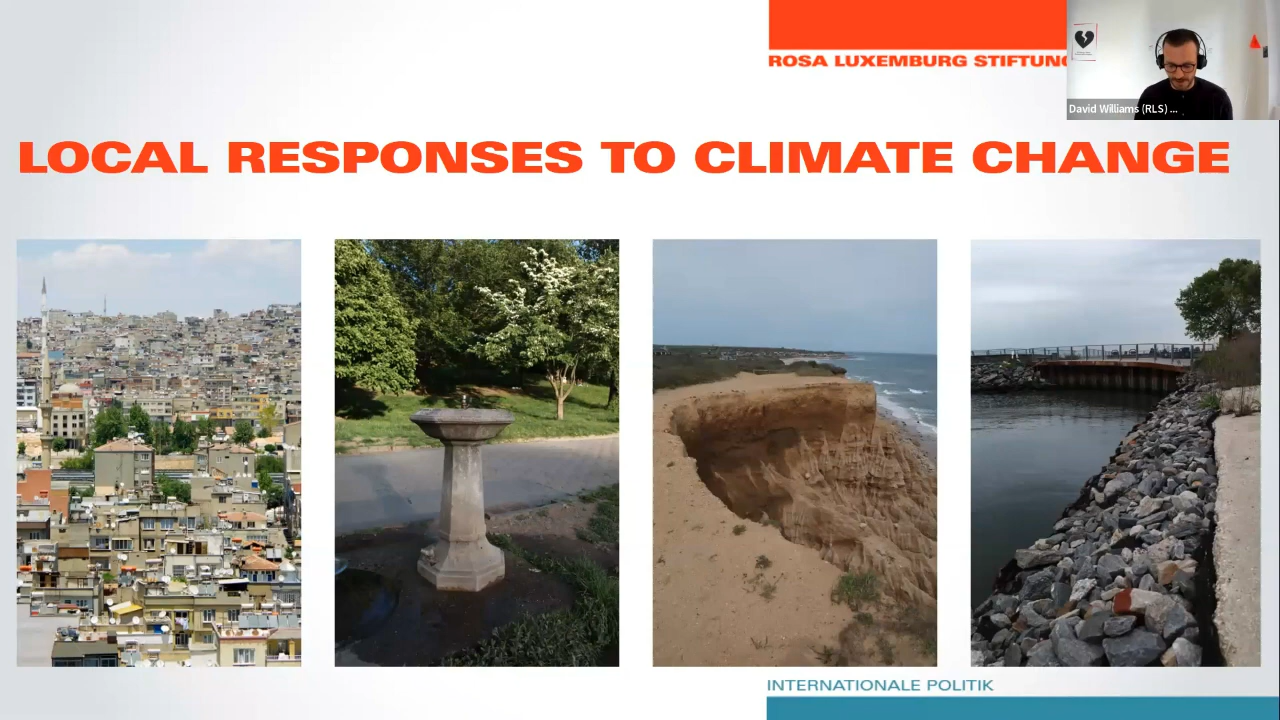 ROSA LUXEMBURG STIFTUNG
David Williams (RLS) ...
LOCAL RESPONSES TO CLIMATE CHANGE
INTERNATIONALE POLITIK